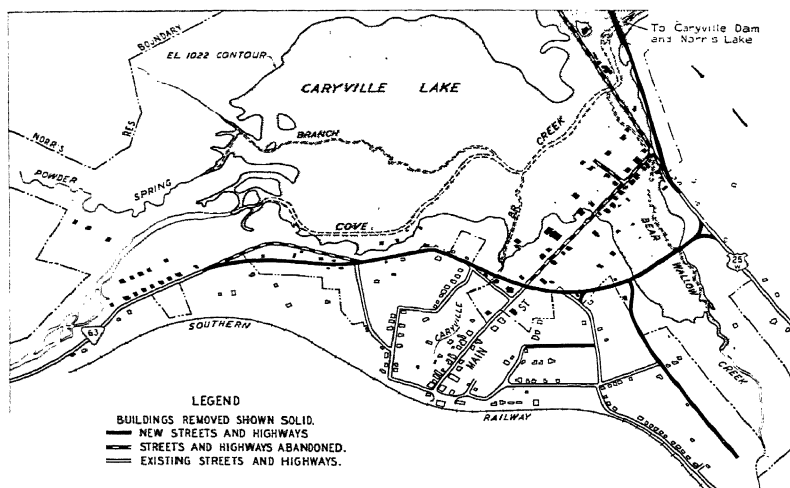 To Caryville Dam
and Norris Lake
BOUNDARY
EL 1022 CONTOUR
CARYVILLE LAKE
NORRIS
RES.
BRANCH
CREEK
POWDER
SPRING
COVE
BR.
BEAR
WALLOW
CREEK
25
W
63
SOUTHERN
CARYVILLE
MAIN ST
RAILWAY
LEGEND
BUILDINGS REMOVED SHOWN SOLID.
NEW STREETS AND HIGHWAYS
STREETS AND HIGHWAYS ABANDONED.
EXISTING STREETS AND HIGHWAYS.